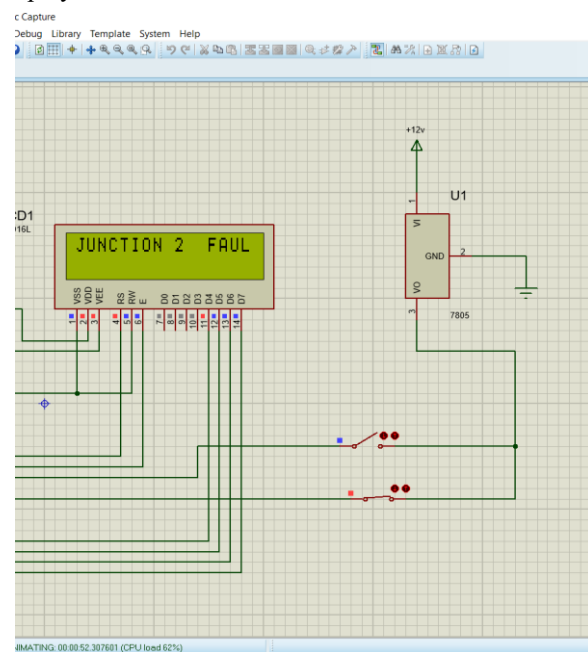 c Capture
Debug Library Template System Help
+12v
U1
CD1
016L
1
VI
JUNCTION 2 FAUL
GND 2
VO
VSS VDD VEE RS RW E D0 D1 D2 D3 D4 D5 D6 D7
1 2 3 4 5 6 7 8 9 10 11 12 13 14
3
7805
NIMATING: 00:00:52.307601 (CPU load 62%)